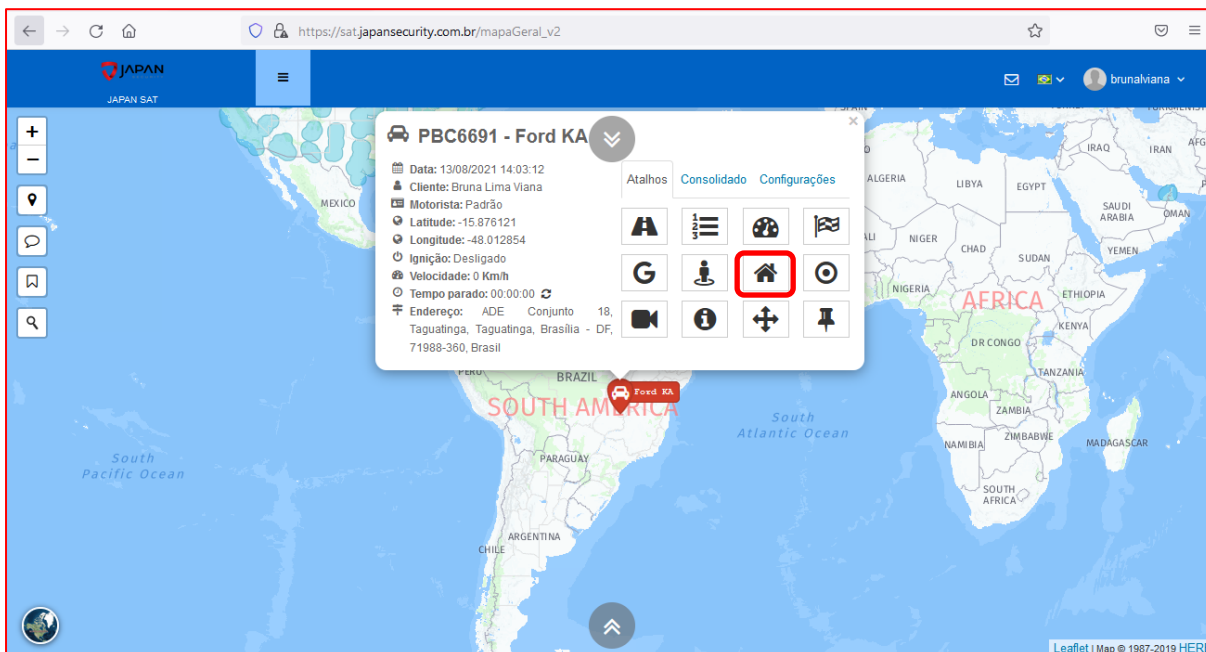 https://sat.japansecurity.com.br/mapaGeral_v2
JAPAN
JAPAN SAT
brunalviana
PBC6691 - Ford KA
Data: 13/08/2021 14:03:12
Cliente: Bruna Lima Viana
Motorista: Padrão
Latitude: -15.876121
Longitude: -48.012854
Ignição: Desligado
Velocidade: 0 Km/h
Tempo parado: 00:00:00
Endereço: ADE Conjunto 18,
Taguatinga, Taguatinga, Brasília - DF,
71988-360, Brasil
Atalhos Consolidado Configurações
Ford KA
MEXICO
PERU
BRAZIL
SOUTH AMERICA
PARAGUAY
CHILE
ARGENTINA
South
Pacific Ocean
South
Atlantic Ocean
ALGERIA
LIBYA
EGYPT
IRAQ
IRAN
SAUDI
ARABIA
OMAN
YEMEN
NIGER
CHAD
SUDAN
NIGERIA
AFRICA
ETHIOPIA
KENYA
DR CONGO
TANZANIA
ANGOLA
ZAMBIA
ZIMBABWE
NAMIBIA
MADAGASCAR
SOUTH
AFRICA
Leaflet | Map © 1987-2019 HERE